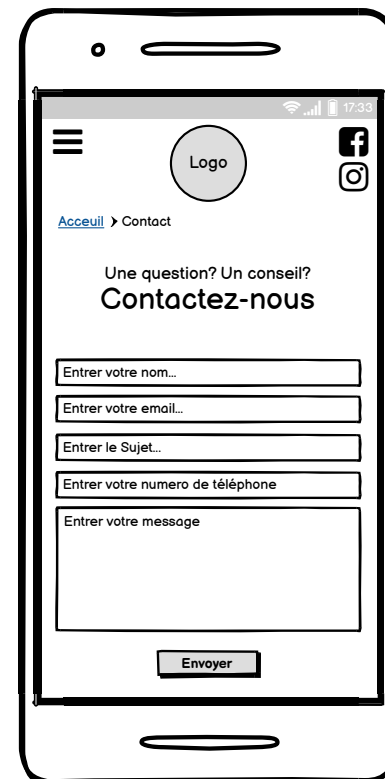 17:33
Logo
Acceuil Contact
Une question? Un conseil?
Contactez-nous
Entrer votre nom...
Entrer votre email...
Entrer le Sujet...
Entrer votre numero de téléphone
Entrer votre message
Envoyer